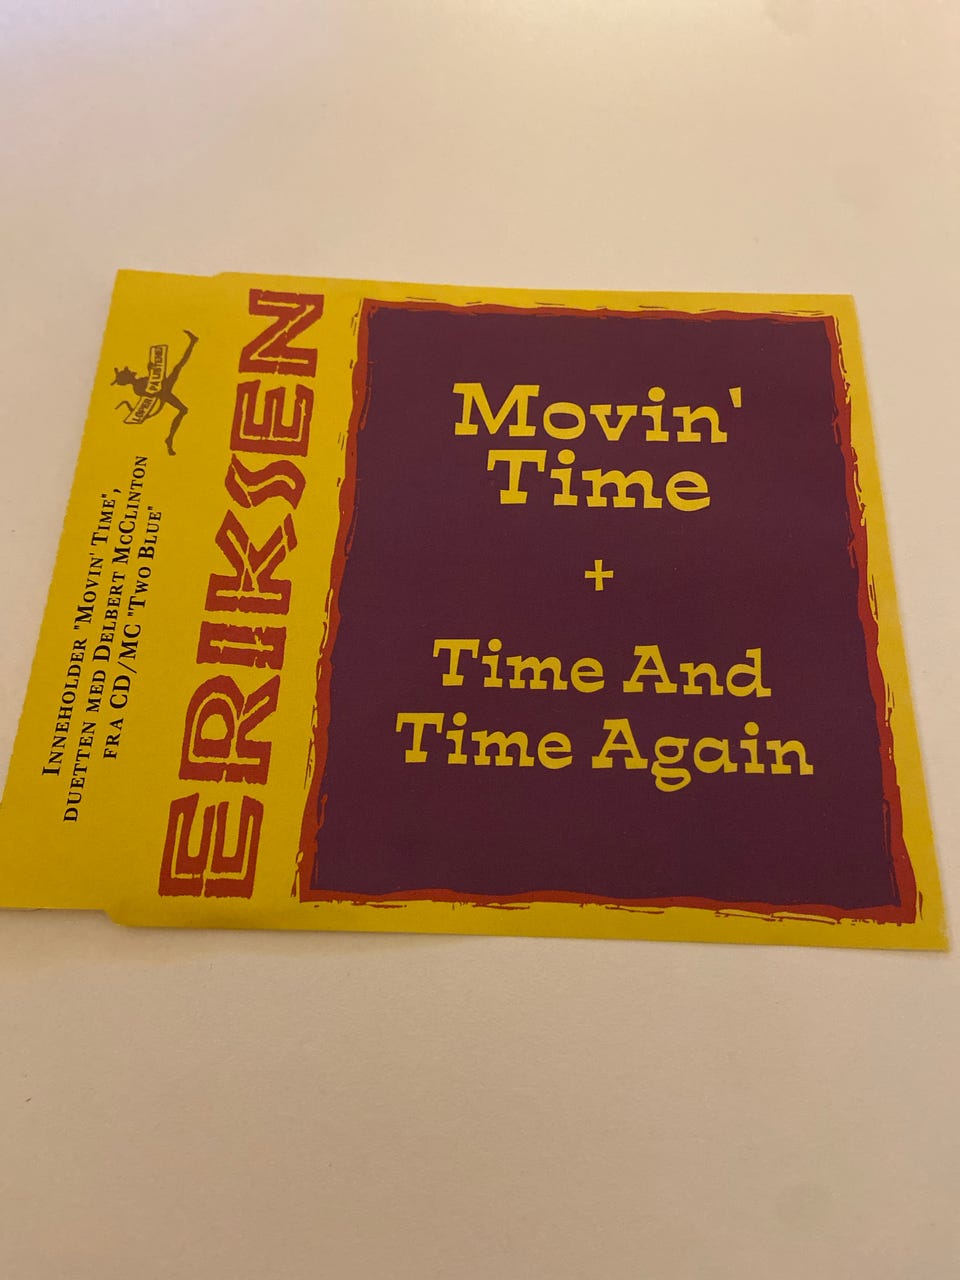 ERIKSEN
Movin'
Time
+
Time And
Time Again
INNEHOLDER "MOVIN' TIME",
DUETTEN MED DELBERT MCCLINTON
FRA CD/MC "TWO BLUE"